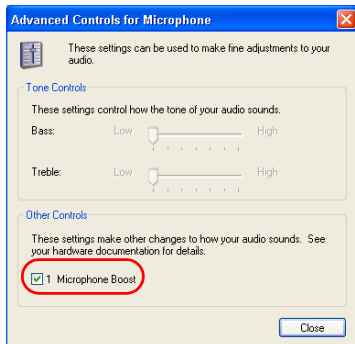 Advanced Controls for Microphone
These settings can be used to make fine adjustments to your
audio.
Tone Controls
These settings control how the tone of your audio sounds.
Bass: Low High
Treble: Low High
Other Controls
These settings make other changes to how your audio sounds. See
your hardware documentation for details.
1 Microphone Boost
Close